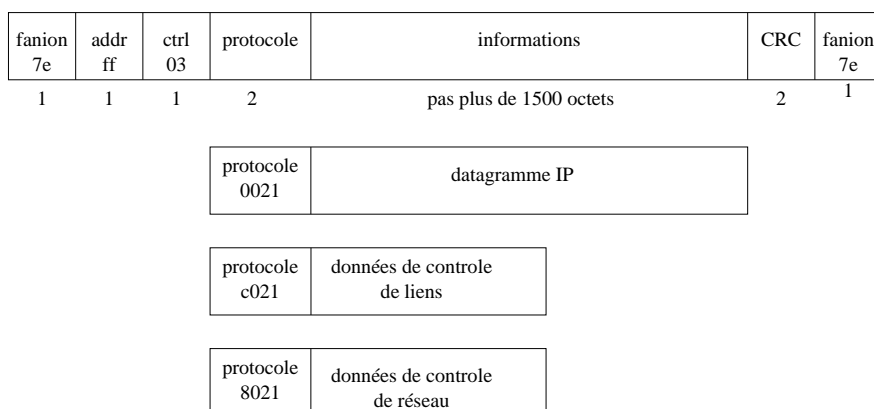 fanion addr ctrl protocole informations CRC fanion
7e ff 03 7e
1 1 1 2 pas plus de 1500 octets 2 1
protocole datagramme IP
0021
protocole données de controle
c021 de liens
protocole données de controle
8021 de réseau